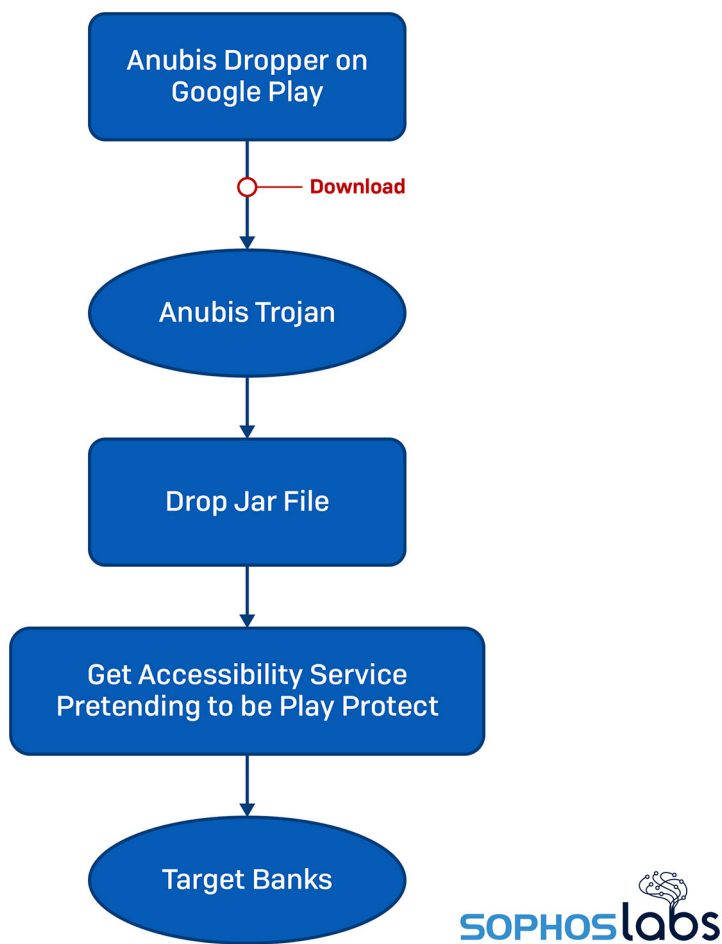 Anubis Dropper on
Google Play
Download
Anubis Trojan
Drop Jar File
Get Accessibility Service
Pretending to be Play Protect
Target Banks
SOPHOSlabs